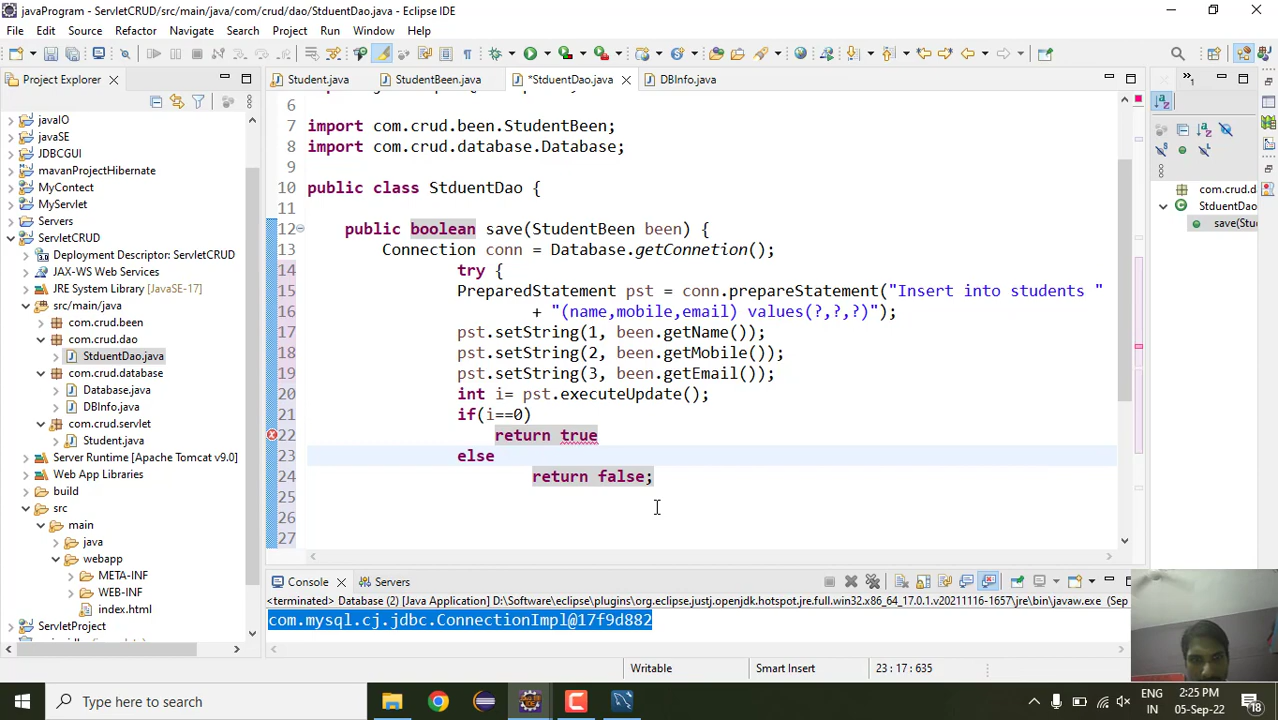 javaProgram - ServletCRUD/src/main/java/com/crud/dao/StduentDao.java - Eclipse IDE
File Edit Source Refactor Navigate Search Project Run Window Help
Project Explorer
Student.java StudentBeen.java *StduentDao.java DBInfo.java
javaIO
javaSE
JDBCGUI
mavanProjectHibernate
MyContect
MyServlet
Servers
ServletCRUD
Deployment Descriptor: ServletCRUD
JAX-WS Web Services
JRE System Library [JavaSE-17]
src/main/java
com.crud.been
com.crud.dao
StduentDao.java
com.crud.database
Database.java
DBInfo.java
com.crud.servlet
Student.java
Server Runtime [Apache Tomcat v9.0]
Web App Libraries
build
src
main
java
webapp
META-INF
WEB-INF
index.html
ServletProject
6
7 import com.crud.been.StudentBeen;
8 import com.crud.database.Database;
9
10 public class StduentDao {
11
12 public boolean save(StudentBeen been) {
13 Connection conn = Database.getConnetion();
14 try {
15 PreparedStatement pst = conn.prepareStatement("Insert into students "
16 + "(name,mobile,email) values(?,?,?)");
17 pst.setString(1, been.getName());
18 pst.setString(2, been.getMobile());
19 pst.setString(3, been.getEmail());
20 int i= pst.executeUpdate();
21 if(i==0)
22 return true
23 else
24 return false;
25
26
27
com.crud.d
StduentDao
save(Stu
Console Servers
<terminated> Database (2) [Java Application] D:\Software\eclipse\plugins\org.eclipse.justj.openjdk.hotspot.jre.full.win32.x86_64_17.0.1.v20211116-1657\jre\bin\javaw.exe (Sep
com.mysql.cj.jdbc.ConnectionImpl@17f9d882
Writable Smart Insert 23 : 17 : 635
Type here to search
ENG
IN
2:25 PM
05-Sep-22
18